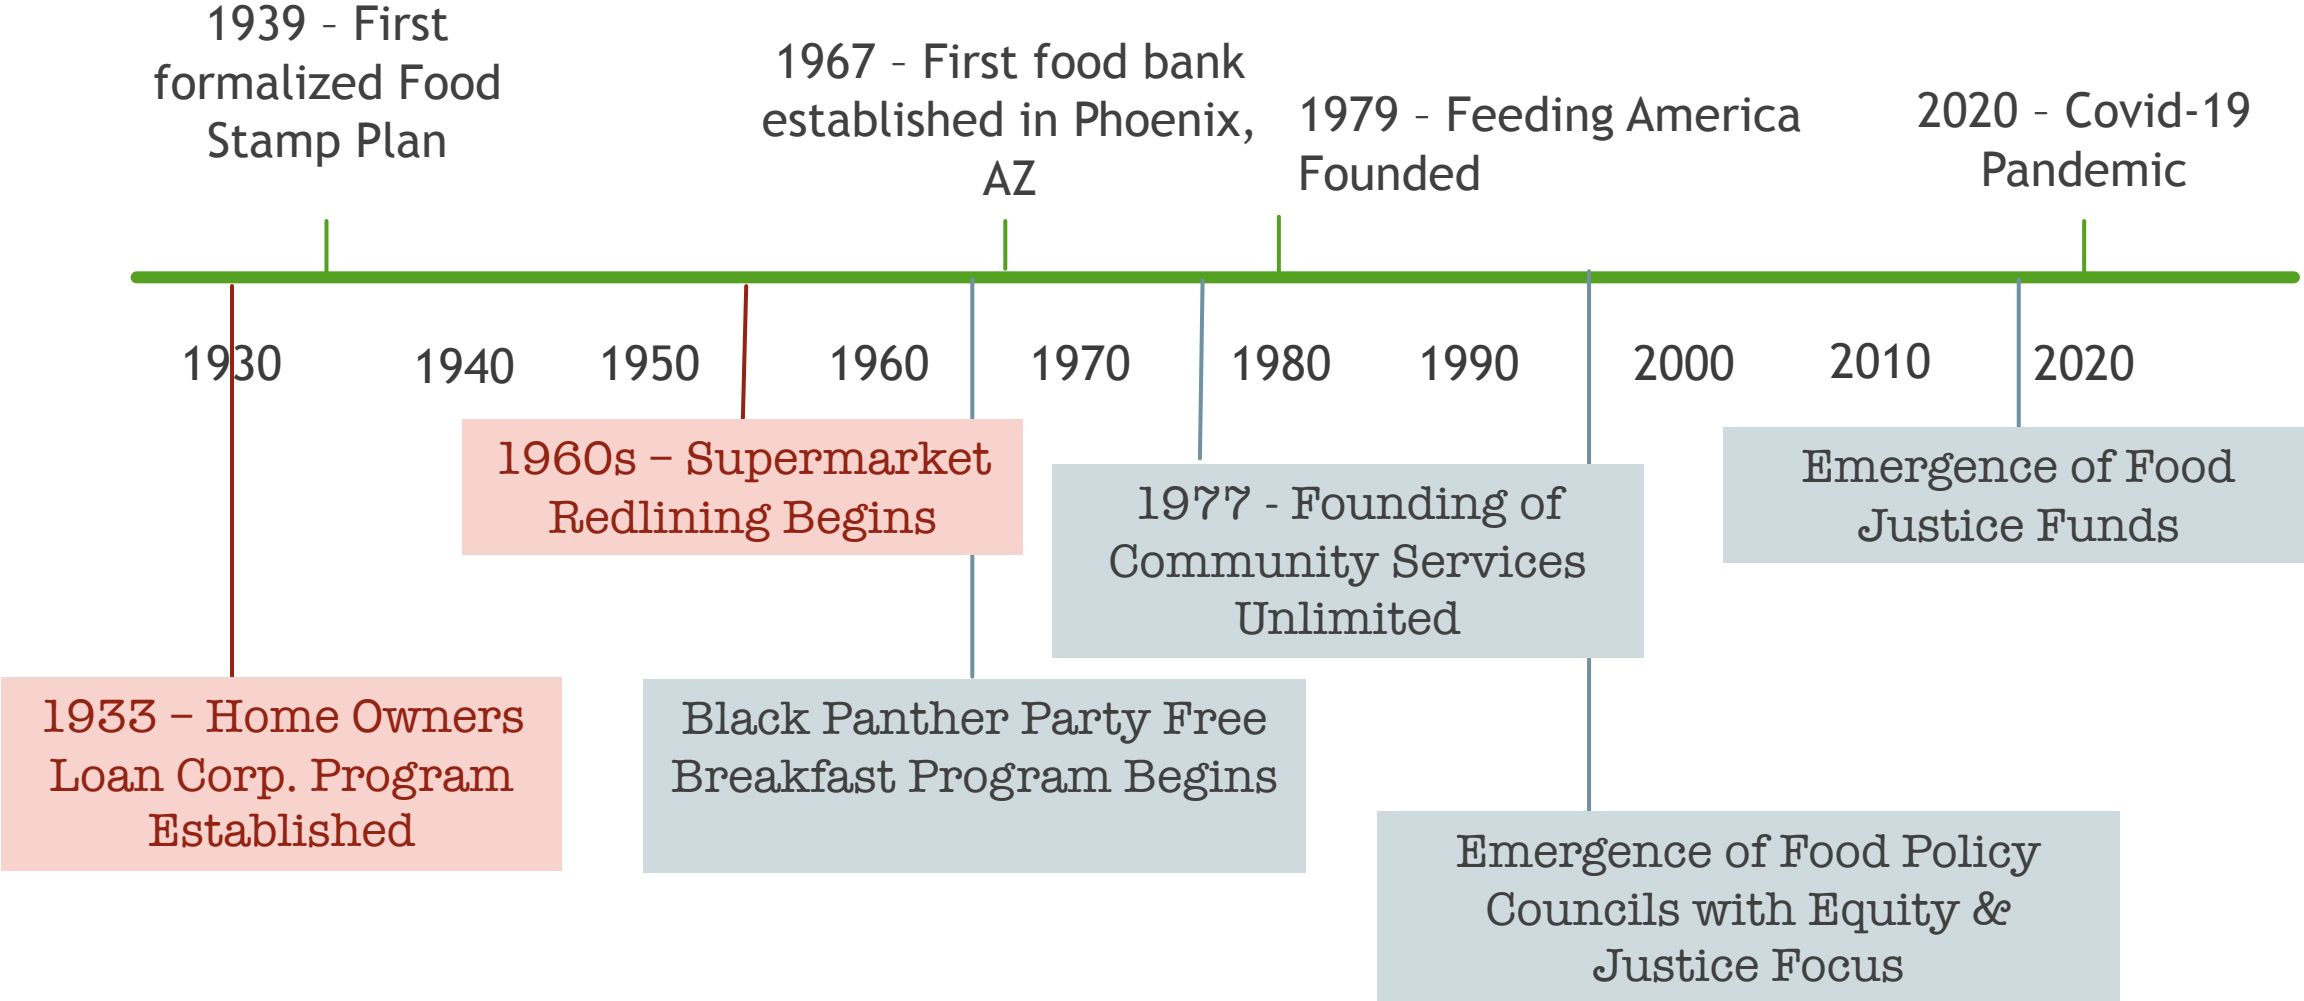 1939 – First
formalized Food
Stamp Plan
1967 – First food bank
established in Phoenix,
AZ
1979 – Feeding America
Founded
2020 – Covid-19
Pandemic
1930
1940
1950
1960
1970
1980
1990
2000
2010
2020
1960s – Supermarket
Redlining Begins
1977 - Founding of
Community Services
Unlimited
Emergence of Food
Justice Funds
1933 – Home Owners
Loan Corp. Program
Established
Black Panther Party Free
Breakfast Program Begins
Emergence of Food Policy
Councils with Equity &
Justice Focus